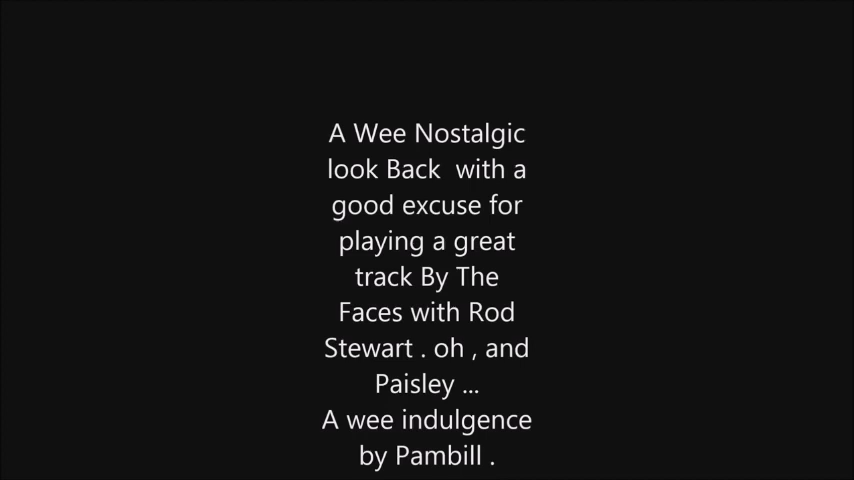 A Wee Nostalgic
look Back  with a
good excuse for
playing a great
track By The
Faces with Rod
Stewart . oh , and
Paisley ...
A wee indulgence
by Pambill .